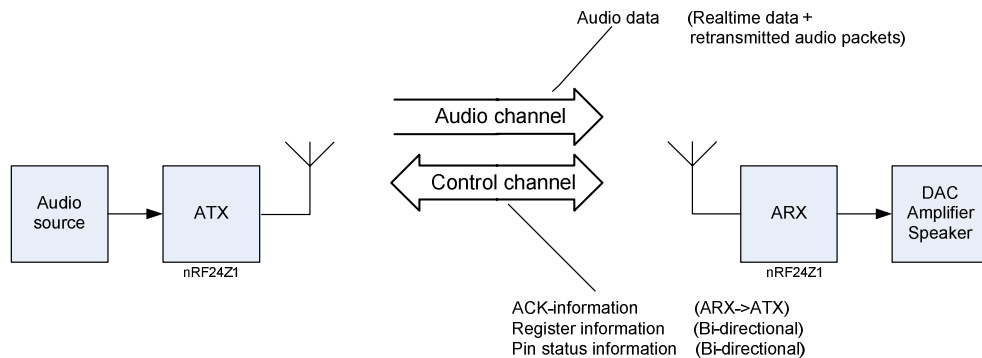 Audio data (Realtime data +
retransmitted audio packets)
Audio channel
Control channel
Audio
source
ATX
nRF24Z1
ARX
nRF24Z1
DAC
Amplifier
Speaker
ACK-information (ARX->ATX)
Register information (Bi-directional)
Pin status information (Bi-directional)